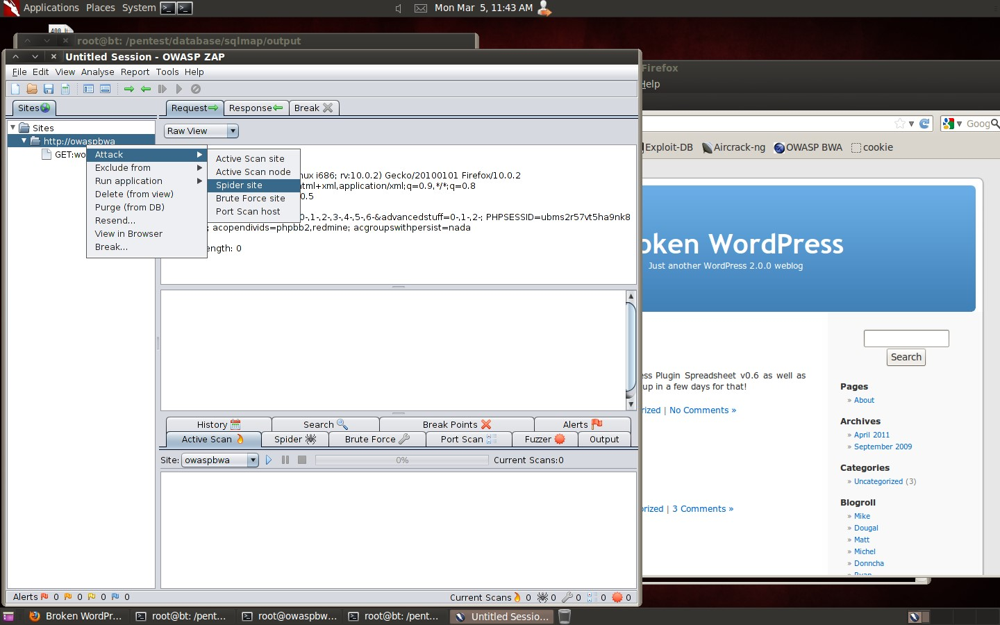 Applications Places System
Mon Mar 5, 11:43 AM
root@bt: /pentest/database/sqlmap/output
Untitled Session - OWASP ZAP
File Edit View Analyse Report Tools Help
Sites
Request
Response
Break
Raw View
Sites
http://owaspbwa
GET:wo
Attack
Exclude from
Run application
Delete (from view)
Purge (from DB)
Resend...
View in Browser
Break...
Active Scan site
Active Scan node
Spider site
Brute Force site
Port Scan host
nux i686; rv:10.0.2) Gecko/20100101 Firefox/10.0.2
html+xml,application/xml;q=0.9,*/*;q=0.8
0.5
0-,1-,2-,3-,4-,5-,6-&advancedstuff=0-,1-,2-; PHPSESSID=ubms2r57vt5ha9nk8
; acopendivids=phpbb2,redmine; acgroupswithpersist=nada
ength: 0
History
Search
Break Points
Alerts
Active Scan
Spider
Brute Force
Port Scan
Fuzzer
Output
Site: owaspbwa
0%
Current Scans:0
Alerts 0 0 0 0
Current Scans 0 0 0 0 0
Firefox
Help
Goog
Exploit-DB
Aircrack-ng
OWASP BWA
cookie
oken WordPress
Just another WordPress 2.0.0 weblog
ess Plugin Spreadsheet v0.6 as well as
up in a few days for that!
rized | No Comments »
orized | 3 Comments »
Search
Pages
» About
Archives
» April 2011
» September 2009
Categories
» Uncategorized (3)
Blogroll
» Mike
» Dougal
» Matt
» Michel
» Donncha
» Ryan
Broken WordPr...
root@bt: /pent...
root@owaspbw...
root@bt: /pent...
Untitled Sessio...